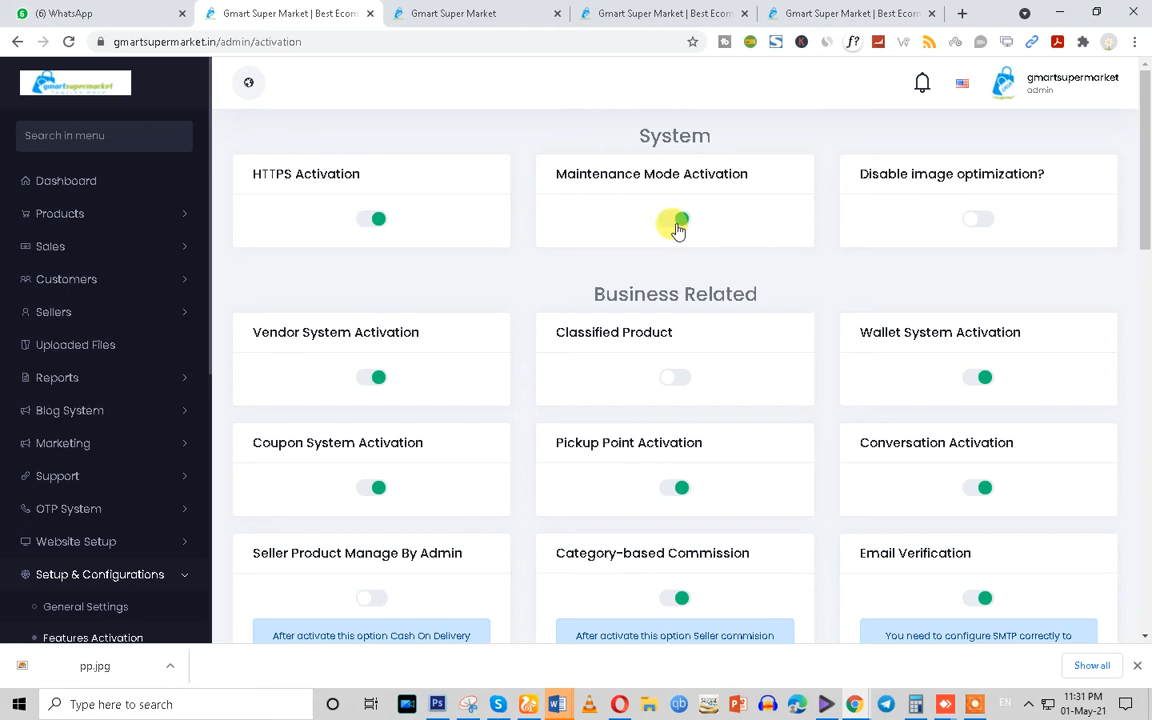 (6) WhatsApp
Gmart Super Market | Best Ecom
Gmart Super Market
Gmart Super Market | Best Ecom
Gmart Super Market | Best Ecom
gmartsupermarket.in/admin/activation
gmartsupermarket
gmartsupermarket
admin
Search in menu
Dashboard
Products
Sales
Customers
Sellers
Uploaded Files
Reports
Blog System
Marketing
Support
OTP System
Website Setup
Setup & Configurations
General Settings
Features Activation
System
HTTPS Activation
Maintenance Mode Activation
Disable image optimization?
Business Related
Vendor System Activation
Classified Product
Wallet System Activation
Coupon System Activation
Pickup Point Activation
Conversation Activation
Seller Product Manage By Admin
Category-based Commission
Email Verification
After activate this option Cash On Delivery
After activate this option Seller commision
You need to configure SMTP correctly to
pp.jpg
Show all
Type here to search
EN
11:31 PM
01-May-21